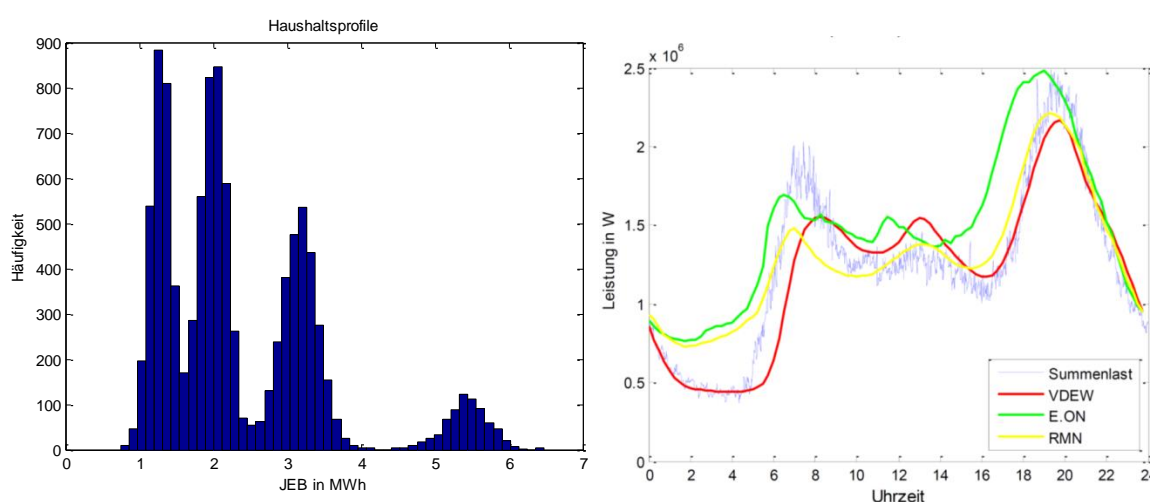 Haushaltsprofile
Häufigkeit
900
800
700
600
500
400
300
200
100
0
0 1 2 3 4 5 6 7
JEB in MWh
x 10^6
Leistung in W
2.5
2
1.5
1
0.5
0
Summenlast
VDEW
E.ON
RMN
0 2 4 6 8 10 12 14 16 18 20 22 24
Uhrzeit